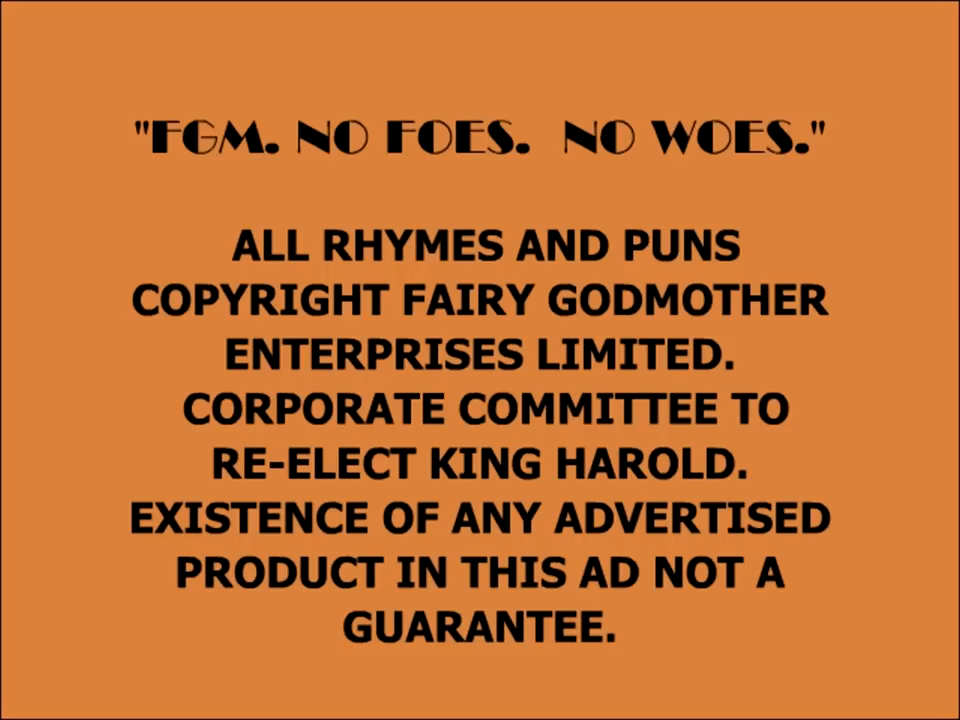 "FGM. NO FOES.  NO WOES."
ALL RHYMES AND PUNS
COPYRIGHT FAIRY GODMOTHER
ENTERPRISES LIMITED.
CORPORATE COMMITTEE TO
RE-ELECT KING HAROLD.
EXISTENCE OF ANY ADVERTISED
PRODUCT IN THIS AD NOT A
GUARANTEE.